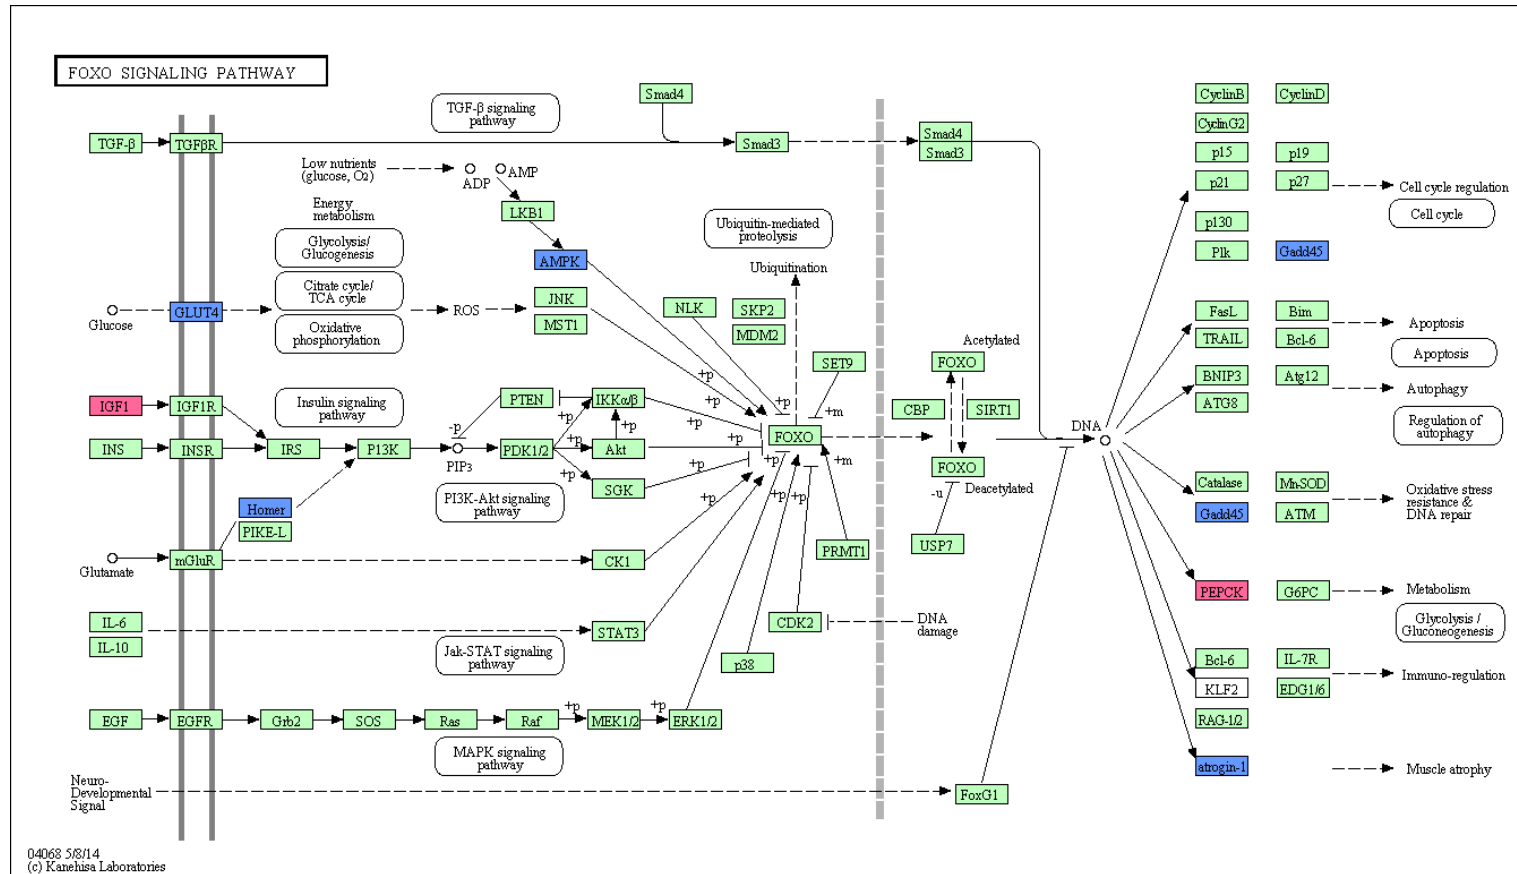 FOXO SIGNALING PATHWAY
TGF-β signaling
pathway
Smad4
TGF-β
TGFβR
Smad3
Smad4
Smad3
Low nutrients
(glucose, O2)
ADP
AMP
LKB1
AMPK
Energy
metabolism
Glycolysis/
Glucogenesis
Citrate cycle/
TCA cycle
Oxidative
phosphorylation
Glucose
GLUT4
ROS
JNK
MST1
NLK
Ubiquitin-mediated
proteolysis
Ubiquitination
SKP2
MDM2
SET9
+p
+p
+m
Acetylated
FOXO
CBP
SIRT1
FOXO
Deacetylated
-u
USP7
IGF1
IGF1R
Insulin signaling
pathway
INS
INSR
IRS
P13K
-p
PIP3
PTEN
PDK1/2
IKKα/β
Akt
SGK
+p
+p
+p
+p
+p
+p
+p
+p
+p
+p
+p
FOXO
+m
PI3K-Akt signaling
pathway
Homer
PIKE-L
Glutamate
mGluR
CK1
PRMT1
IL-6
IL-10
STAT3
Jak-STAT signaling
pathway
p38
CDK2
DNA
damage
EGF
EGFR
Grb2
SOS
Ras
Raf
+p
MEK1/2
+p
ERK1/2
MAPK signaling
pathway
Neuro-
Developmental
Signal
FoxG1
DNA
CyclinB
CyclinD
CyclinG2
p15
p19
p21
p27
Cell cycle regulation
Cell cycle
p130
Plk
Gadd45
FasL
Bim
Apoptosis
TRAIL
Bcl-6
Apoptosis
BNIP3
Atg12
Autophagy
ATG8
Regulation of
autophagy
Catalase
Mn-SOD
Oxidative stress
resistance &
DNA repair
Gadd45
ATM
PEPCK
G6PC
Metabolism
Glycolysis /
Gluconeogenesis
Bcl-6
IL-7R
Immuno-regulation
KLF2
EDG1/6
RAG-1/2
atrogin-1
Muscle atrophy
04068 5/8/14
(c) Kanehisa Laboratories